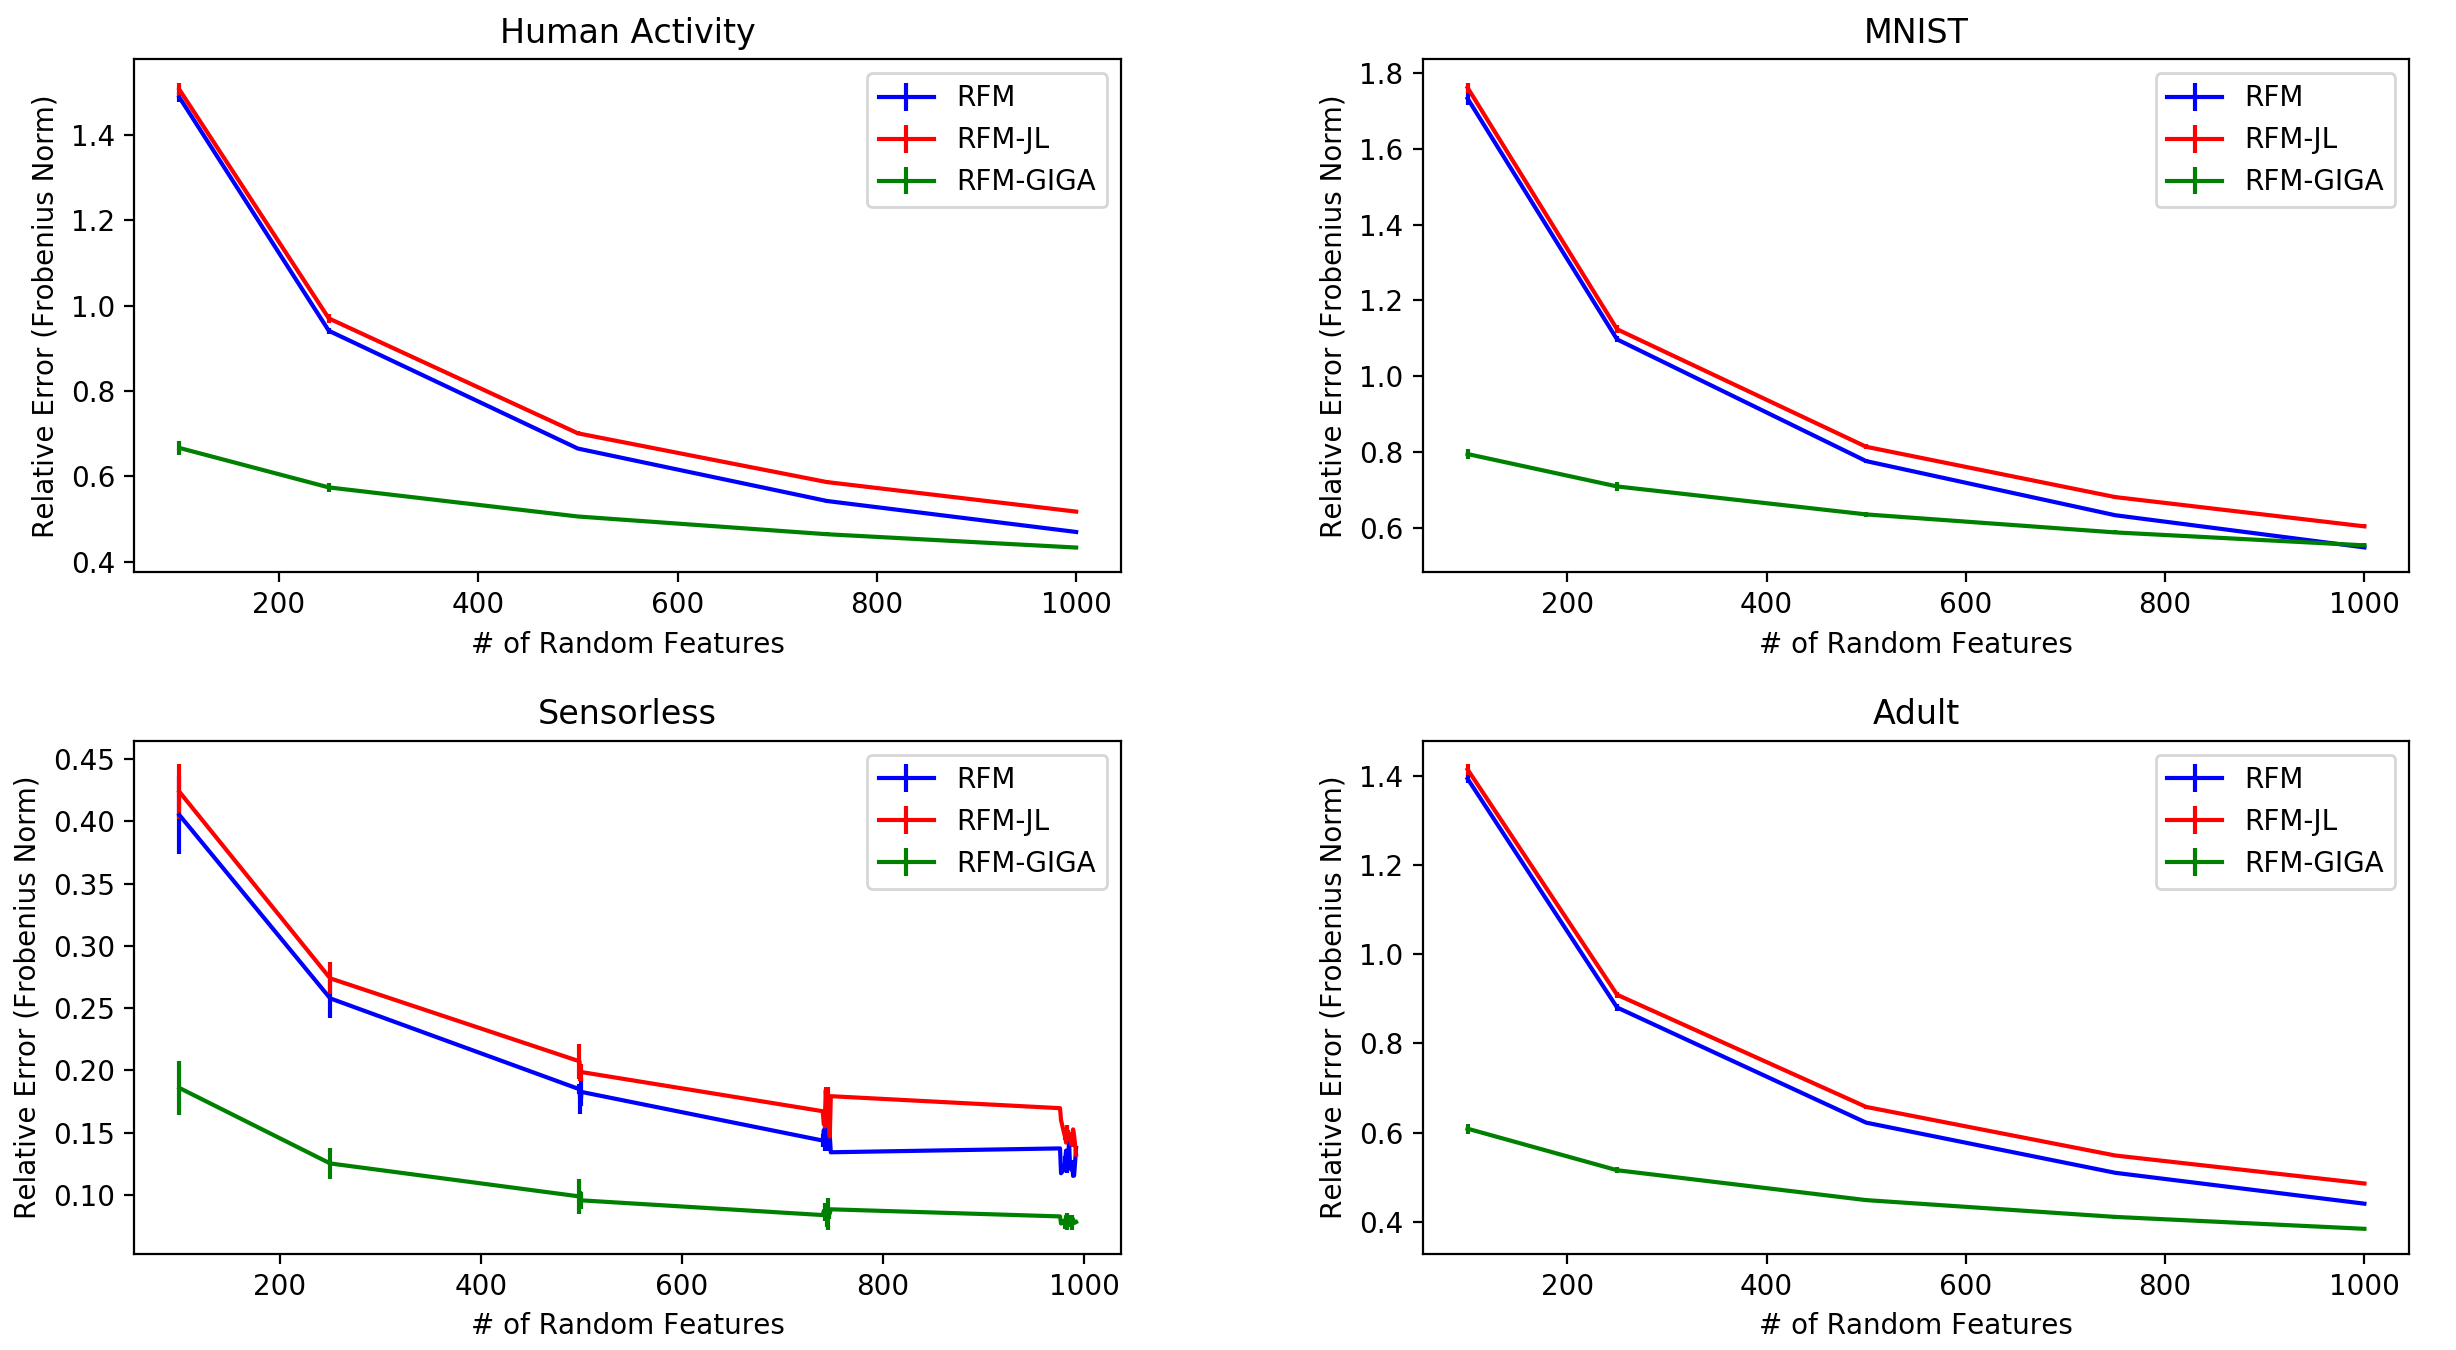 Human Activity
Relative Error (Frobenius Norm)
1.4
1.2
1.0
0.8
0.6
0.4
200 400 600 800 1000
# of Random Features
RFM
RFM-JL
RFM-GIGA
MNIST
Relative Error (Frobenius Norm)
1.8
1.6
1.4
1.2
1.0
0.8
0.6
200 400 600 800 1000
# of Random Features
RFM
RFM-JL
RFM-GIGA
Sensorless
Relative Error (Frobenius Norm)
0.45
0.40
0.35
0.30
0.25
0.20
0.15
0.10
200 400 600 800 1000
# of Random Features
RFM
RFM-JL
RFM-GIGA
Adult
Relative Error (Frobenius Norm)
1.4
1.2
1.0
0.8
0.6
0.4
200 400 600 800 1000
# of Random Features
RFM
RFM-JL
RFM-GIGA